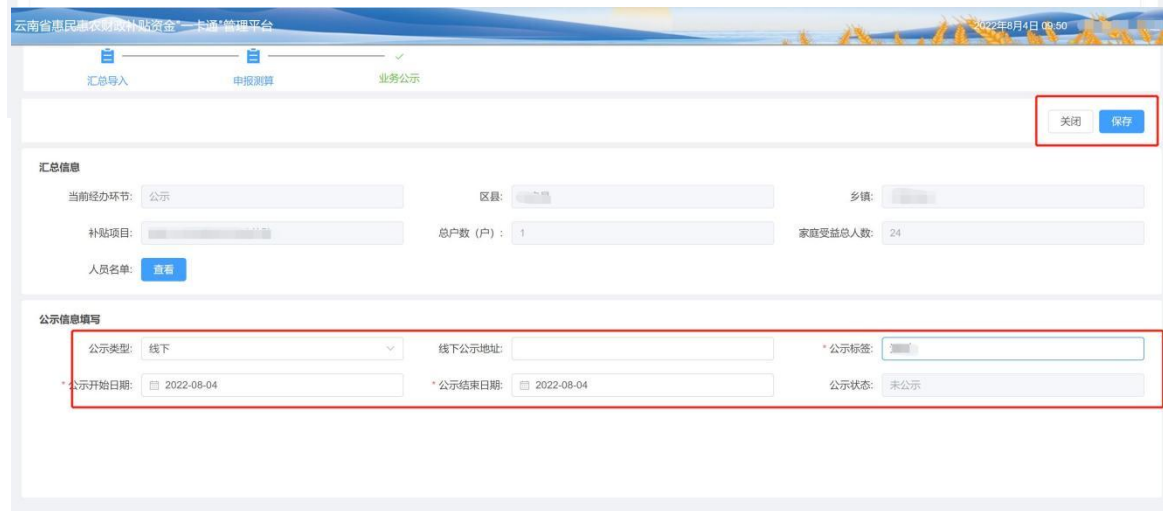 云南省惠民惠农财政补贴资金"一卡通"管理平台
2022年8月4日 09:50
汇总导入 申报测算 业务公示
关闭 保存
汇总信息
当前经办环节: 公示 区县: 乡镇:
补贴项目: 总户数（户）: 1 家庭受益总人数: 24
人员名单: 查看
公示信息填写
公示类型: 线下 线下公示地址: * 公示标签:
* 公示开始日期: 2022-08-04 * 公示结束日期: 2022-08-04 公示状态: 未公示